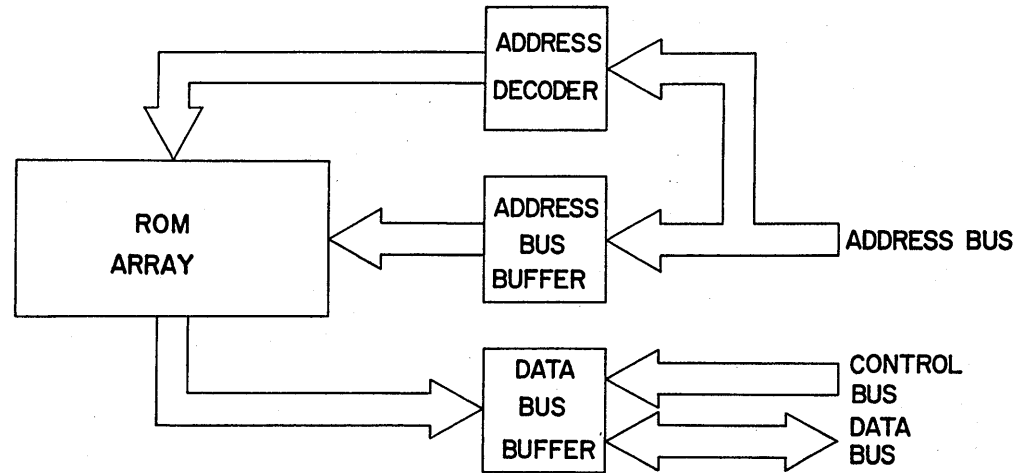 ADDRESS
DECODER
ROM
ARRAY
ADDRESS
BUS
BUFFER
ADDRESS BUS
DATA
BUS
BUFFER
CONTROL
BUS
DATA
BUS